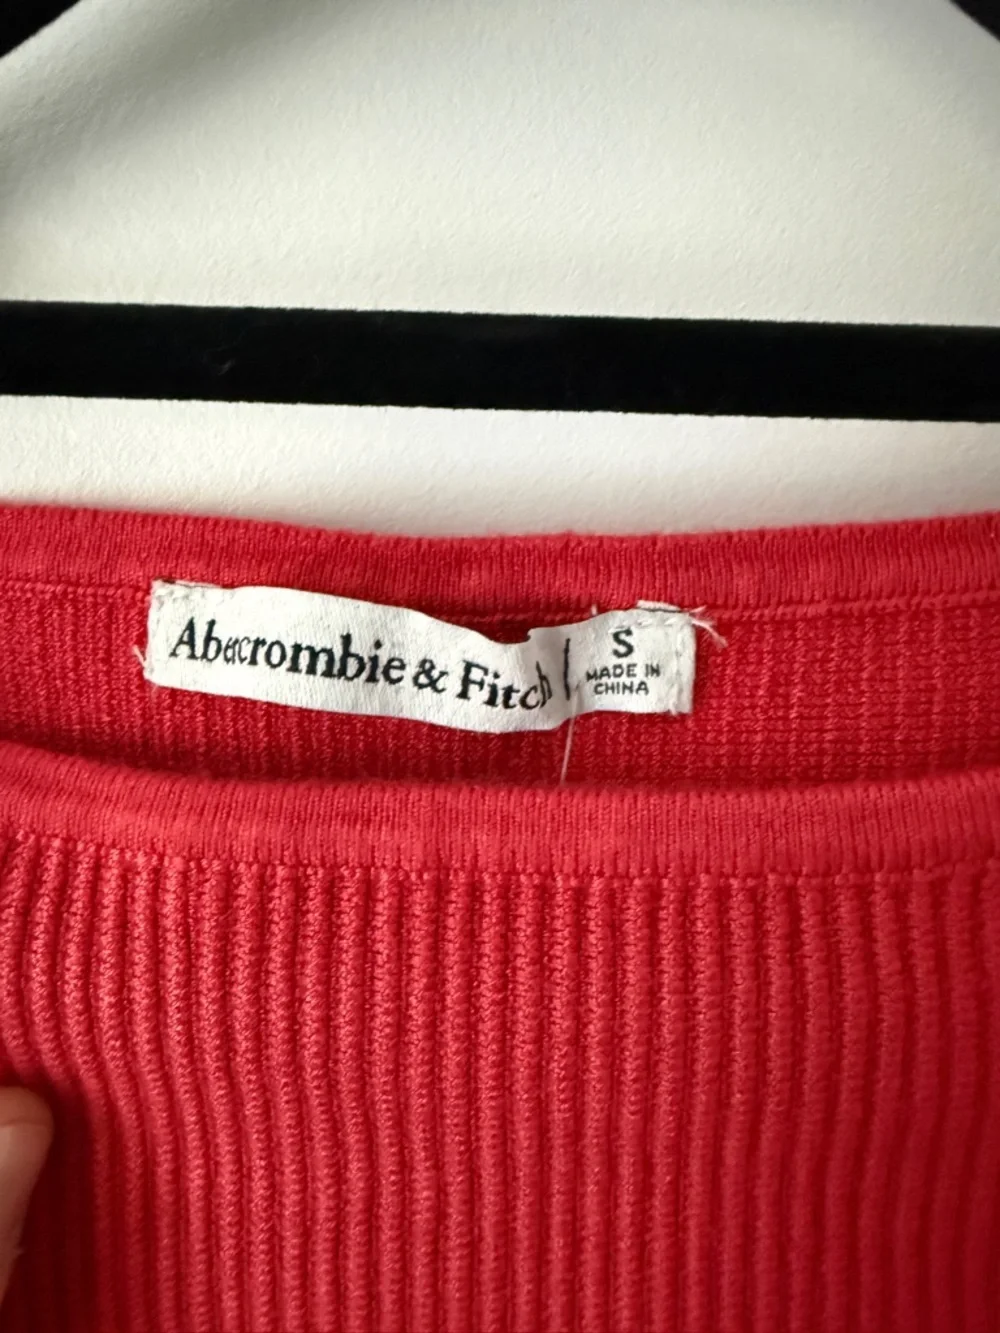 Abercrombie & Fitch
S
MADE IN
CHINA